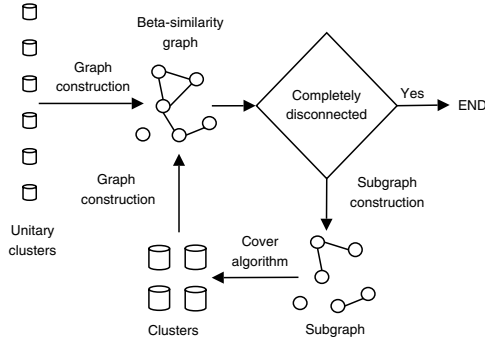 Beta-similarity
graph
Graph
construction
Completely
disconnected
Yes
END
Graph
construction
Subgraph
construction
Unitary
clusters
Cover
algorithm
Clusters
Subgraph